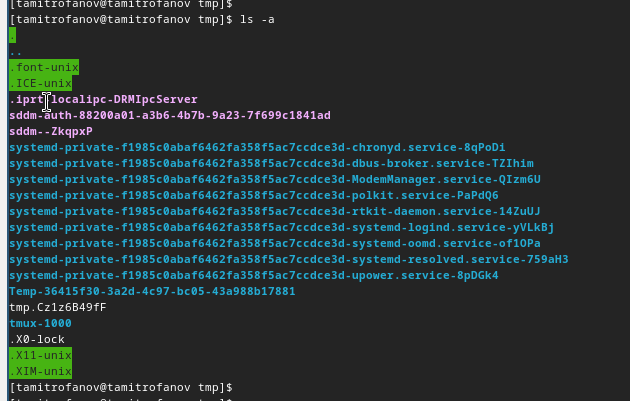 [tamitrofanov@tamitrofanov tmp]$
[tamitrofanov@tamitrofanov tmp]$ ls -a
.
..
.font-unix
.ICE-unix
.iprt-localipc-DRMIpcServer
sddm-auth-88200a01-a3b6-4b7b-9a23-7f699c1841ad
sddm--ZkqpxP
systemd-private-f1985c0abaf6462fa358f5ac7ccdce3d-chronyd.service-8qPoDi
systemd-private-f1985c0abaf6462fa358f5ac7ccdce3d-dbus-broker.service-TZIhim
systemd-private-f1985c0abaf6462fa358f5ac7ccdce3d-ModemManager.service-QIzm6U
systemd-private-f1985c0abaf6462fa358f5ac7ccdce3d-polkit.service-PaPdQ6
systemd-private-f1985c0abaf6462fa358f5ac7ccdce3d-rtkit-daemon.service-14ZuUJ
systemd-private-f1985c0abaf6462fa358f5ac7ccdce3d-systemd-logind.service-yVLkBj
systemd-private-f1985c0abaf6462fa358f5ac7ccdce3d-systemd-oomd.service-of1OPa
systemd-private-f1985c0abaf6462fa358f5ac7ccdce3d-systemd-resolved.service-759aH3
systemd-private-f1985c0abaf6462fa358f5ac7ccdce3d-upower.service-8pDGk4
Temp-36415f30-3a2d-4c97-bc05-43a988b17881
tmp.Cz1z6B49fF
tmux-1000
.X0-lock
.X11-unix
.XIM-unix
[tamitrofanov@tamitrofanov tmp]$